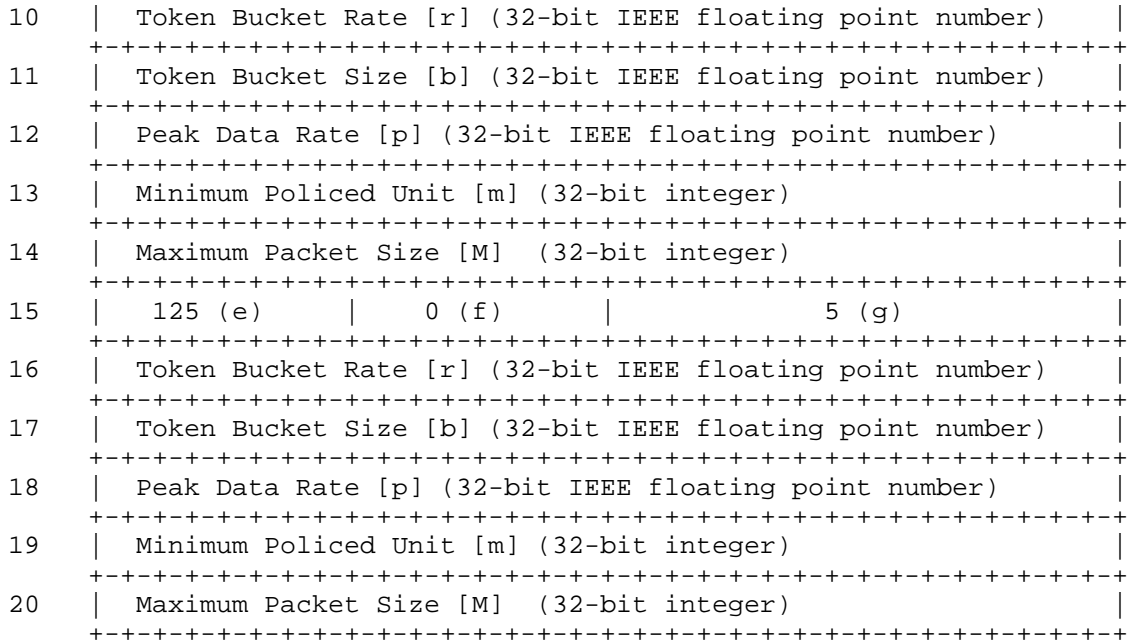 10 | Token Bucket Rate [r] (32-bit IEEE floating point number) |
+-+-+-+-+-+-+-+-+-+-+-+-+-+-+-+-+-+-+-+-+-+-+-+-+-+-+-+-+-+-+-+-+
11 | Token Bucket Size [b] (32-bit IEEE floating point number) |
+-+-+-+-+-+-+-+-+-+-+-+-+-+-+-+-+-+-+-+-+-+-+-+-+-+-+-+-+-+-+-+-+
12 | Peak Data Rate [p] (32-bit IEEE floating point number) |
+-+-+-+-+-+-+-+-+-+-+-+-+-+-+-+-+-+-+-+-+-+-+-+-+-+-+-+-+-+-+-+-+
13 | Minimum Policed Unit [m] (32-bit integer) |
+-+-+-+-+-+-+-+-+-+-+-+-+-+-+-+-+-+-+-+-+-+-+-+-+-+-+-+-+-+-+-+-+
14 | Maximum Packet Size [M]  (32-bit integer) |
+-+-+-+-+-+-+-+-+-+-+-+-+-+-+-+-+-+-+-+-+-+-+-+-+-+-+-+-+-+-+-+-+
15 | 125 (e) | 0 (f) | 5 (g) |
+-+-+-+-+-+-+-+-+-+-+-+-+-+-+-+-+-+-+-+-+-+-+-+-+-+-+-+-+-+-+-+-+
16 | Token Bucket Rate [r] (32-bit IEEE floating point number) |
+-+-+-+-+-+-+-+-+-+-+-+-+-+-+-+-+-+-+-+-+-+-+-+-+-+-+-+-+-+-+-+-+
17 | Token Bucket Size [b] (32-bit IEEE floating point number) |
+-+-+-+-+-+-+-+-+-+-+-+-+-+-+-+-+-+-+-+-+-+-+-+-+-+-+-+-+-+-+-+-+
18 | Peak Data Rate [p] (32-bit IEEE floating point number) |
+-+-+-+-+-+-+-+-+-+-+-+-+-+-+-+-+-+-+-+-+-+-+-+-+-+-+-+-+-+-+-+-+
19 | Minimum Policed Unit [m] (32-bit integer) |
+-+-+-+-+-+-+-+-+-+-+-+-+-+-+-+-+-+-+-+-+-+-+-+-+-+-+-+-+-+-+-+-+
20 | Maximum Packet Size [M]  (32-bit integer) |
+-+-+-+-+-+-+-+-+-+-+-+-+-+-+-+-+-+-+-+-+-+-+-+-+-+-+-+-+-+-+-+-+